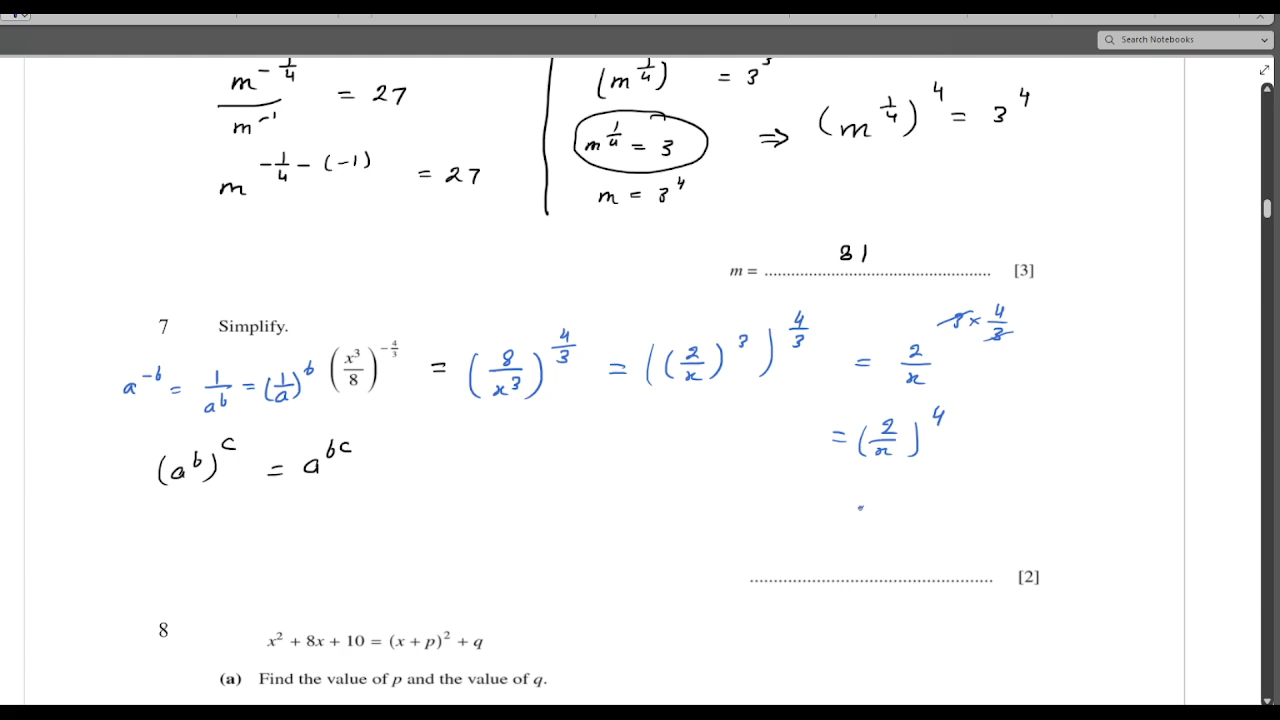 Search Notebooks
m^{-1/4} / m^{-1} = 27
m^{-1/4 - (-1)} = 27
(m^{1/4}) = 3^3
m^{1/4} = 3 ⇒ (m^{1/4})^4 = 3^4
m = 3^4
m = 81 [3]
7 Simplify.
(x^3/8)^{-4/3} = (8/x^3)^{4/3} = ((2/x)^3)^{4/3} = 2/x^{3×4/3}
a^{-b} = 1/a^b = (1/a)^b
= (2/x)^4
(a^b)^c = a^{bc}
[2]
8 x^2 + 8x + 10 = (x + p)^2 + q
(a) Find the value of p and the value of q.